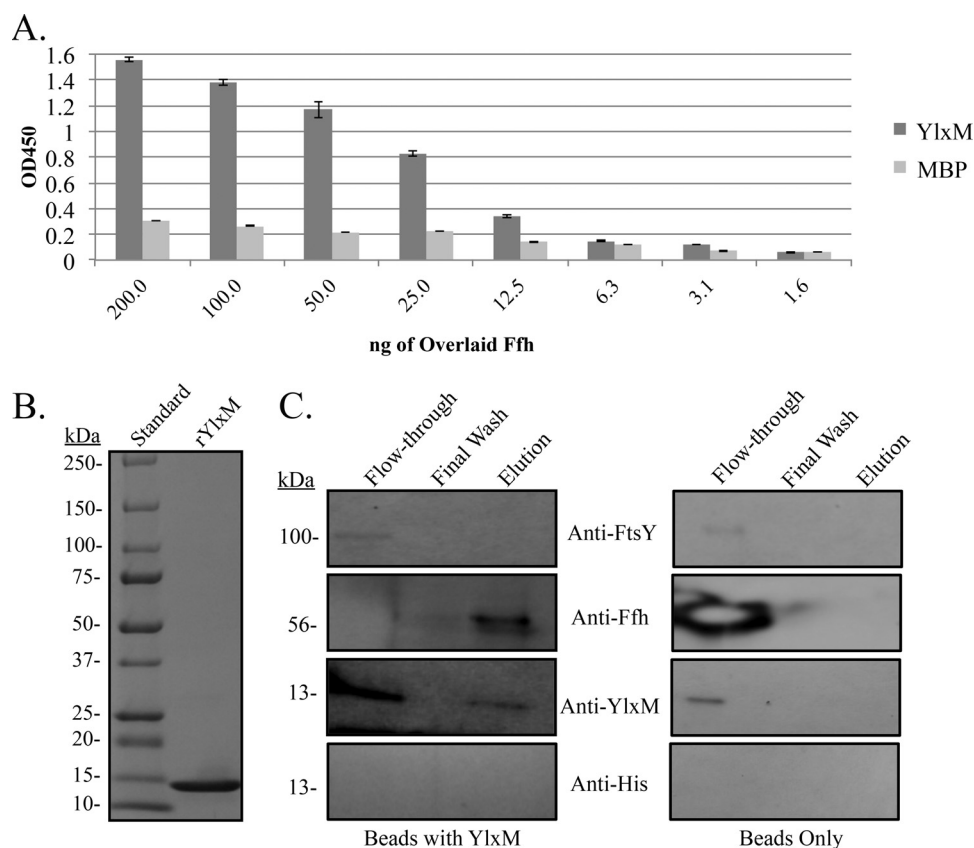 A.
1.6
1.4
1.2
1
0.8
0.6
0.4
0.2
0
OD450
YlxM
MBP
200.0
100.0
50.0
25.0
12.5
6.3
3.1
1.6
ng of Overlaid Ffh
B.
kDa
Standard
rYlxM
250-
150-
100-
75-
50-
37-
25-
20-
15-
10-
C.
kDa
Flow-through
Final Wash
Elution
Flow-through
Final Wash
Elution
100-
Anti-FtsY
56-
Anti-Ffh
13-
Anti-YlxM
13-
Anti-His
Beads with YlxM
Beads Only